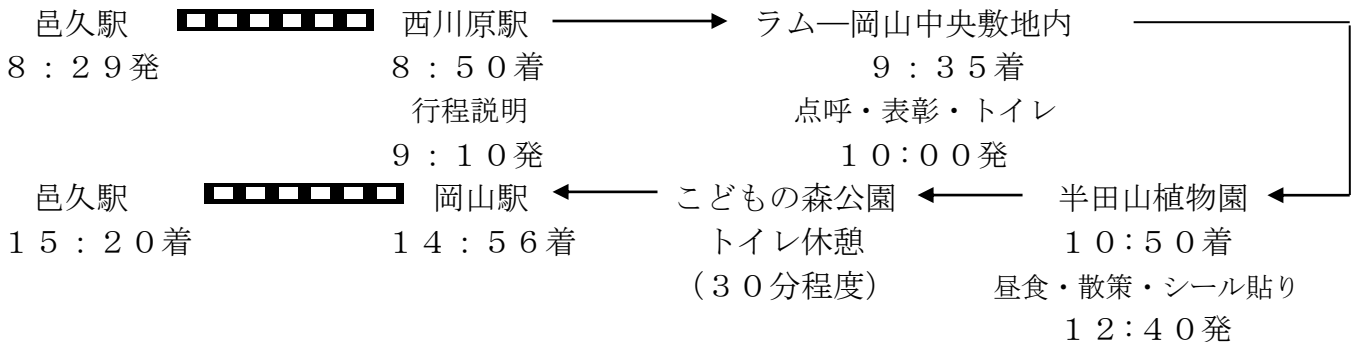 邑久駅 西川原駅 ラム―岡山中央敷地内
8:29発 8:50着 9:35着
行程説明 点呼・表彰・トイレ
9:10発 10:00発
邑久駅 岡山駅 こどもの森公園 半田山植物園
15:20着 14:56着 トイレ休憩 10:50着
(30分程度) 昼食・散策・シール貼り
12:40発